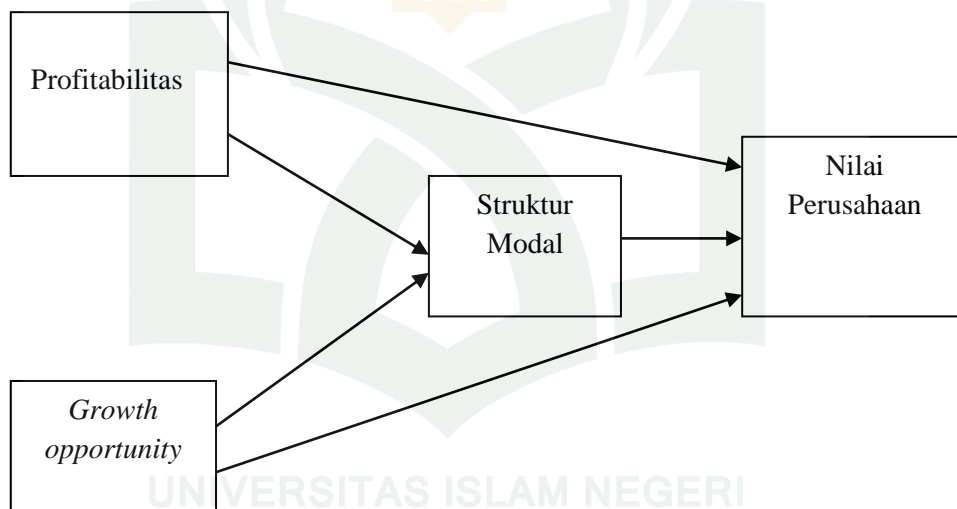 Profitabilitas
Nilai
Perusahaan
Struktur
Modal
Growth
opportunity
UNIVERSITAS ISLAM NEGERI